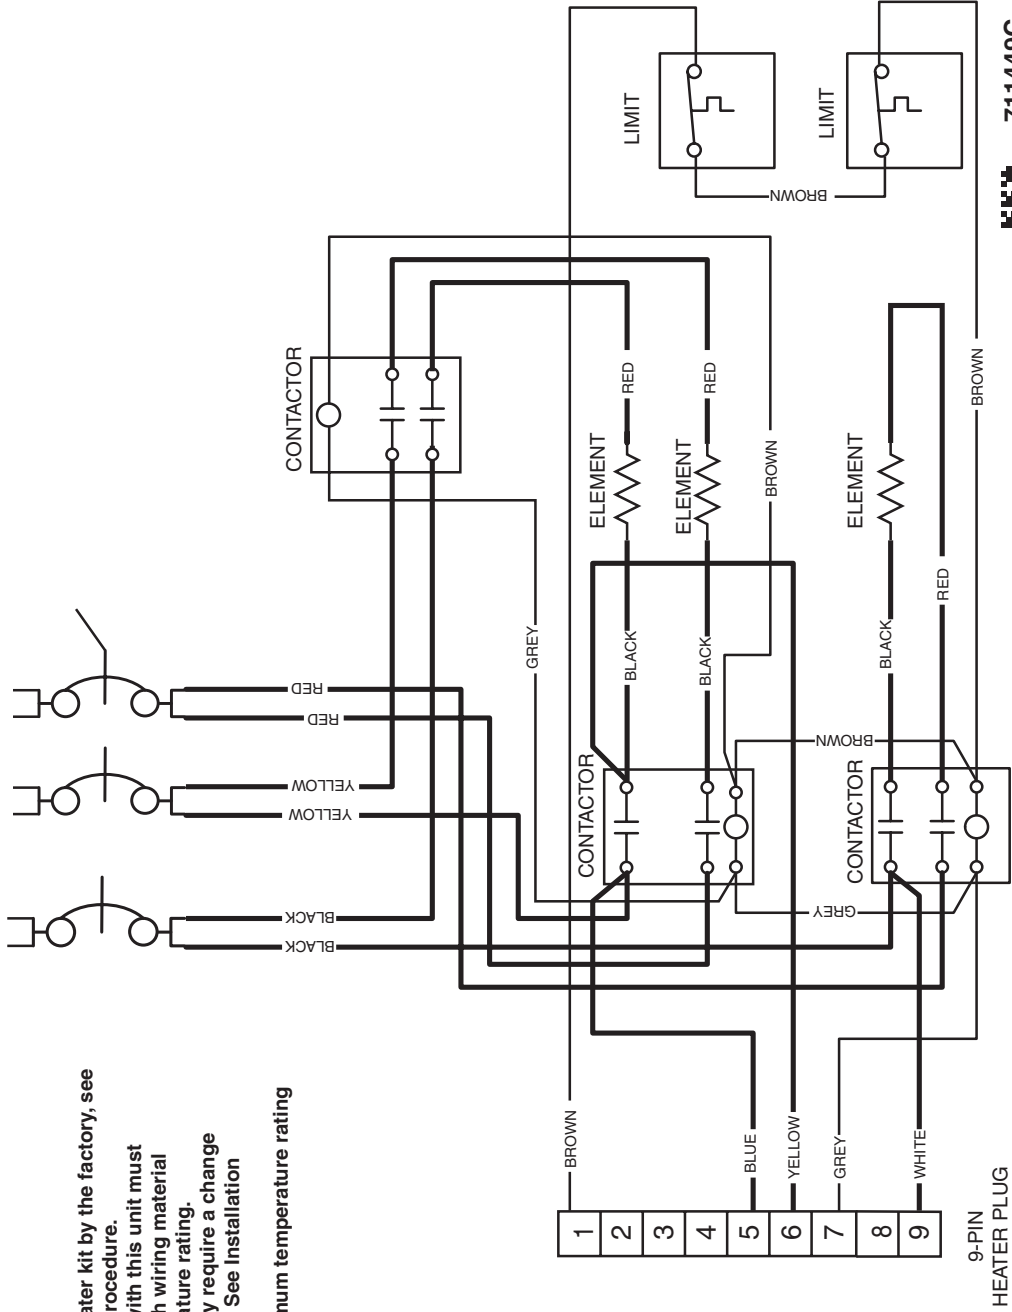 ater kit by the factory, see
rocedure.
with this unit must
h wiring material
ature rating.
y require a change
See Installation
mum temperature rating
RED
RED
YELLOW
YELLOW
BLACK
BLACK
CONTACTOR
GREY
LIMIT
LIMIT
BROWN
RED
RED
ELEMENT
ELEMENT
BROWN
BLACK
BLACK
CONTACTOR
ELEMENT
BROWN
RED
BLACK
BROWN
CONTACTOR
GREY
BROWN
BLUE
YELLOW
GREY
WHITE
1
2
3
4
5
6
7
8
9
9-PIN
HEATER PLUG